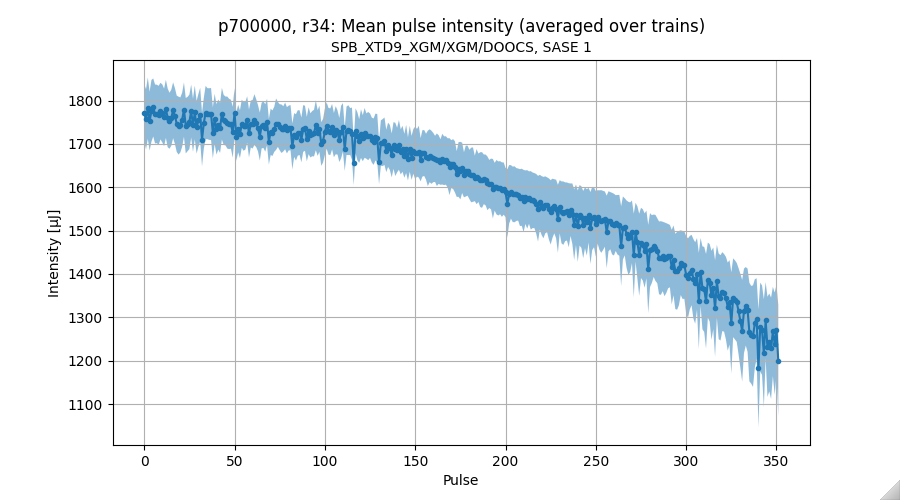 p700000, r34: Mean pulse intensity (averaged over trains)
SPB_XTD9_XGM/XGM/DOOCS, SASE 1
Intensity [µJ]
1800
1700
1600
1500
1400
1300
1200
1100
0 50 100 150 200 250 300 350
Pulse